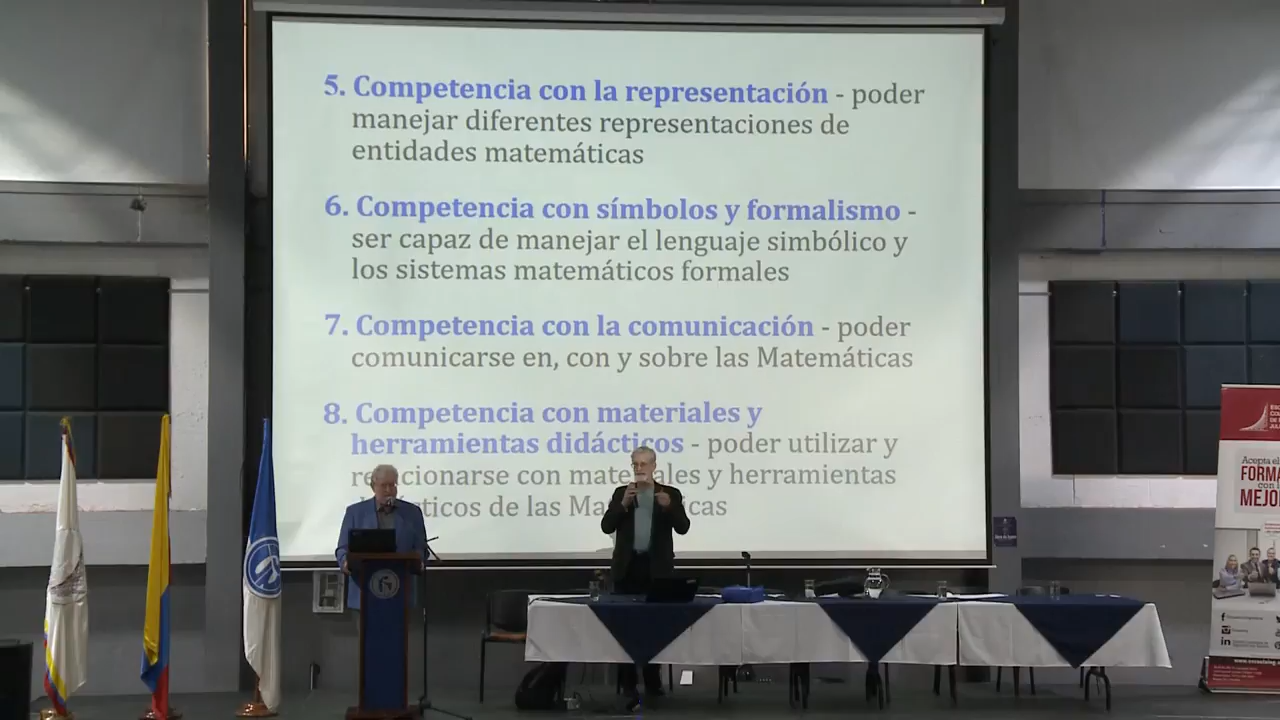 5. Competencia con la representación - poder
manejar diferentes representaciones de
entidades matemáticas
6. Competencia con símbolos y formalismo -
ser capaz de manejar el lenguaje simbólico y
los sistemas matemáticos formales
7. Competencia con la comunicación - poder
comunicarse en, con y sobre las Matemáticas
8. Competencia con materiales y
herramientas didácticos - poder utilizar y
con materiales y herramientas
de las
Acepta el
con